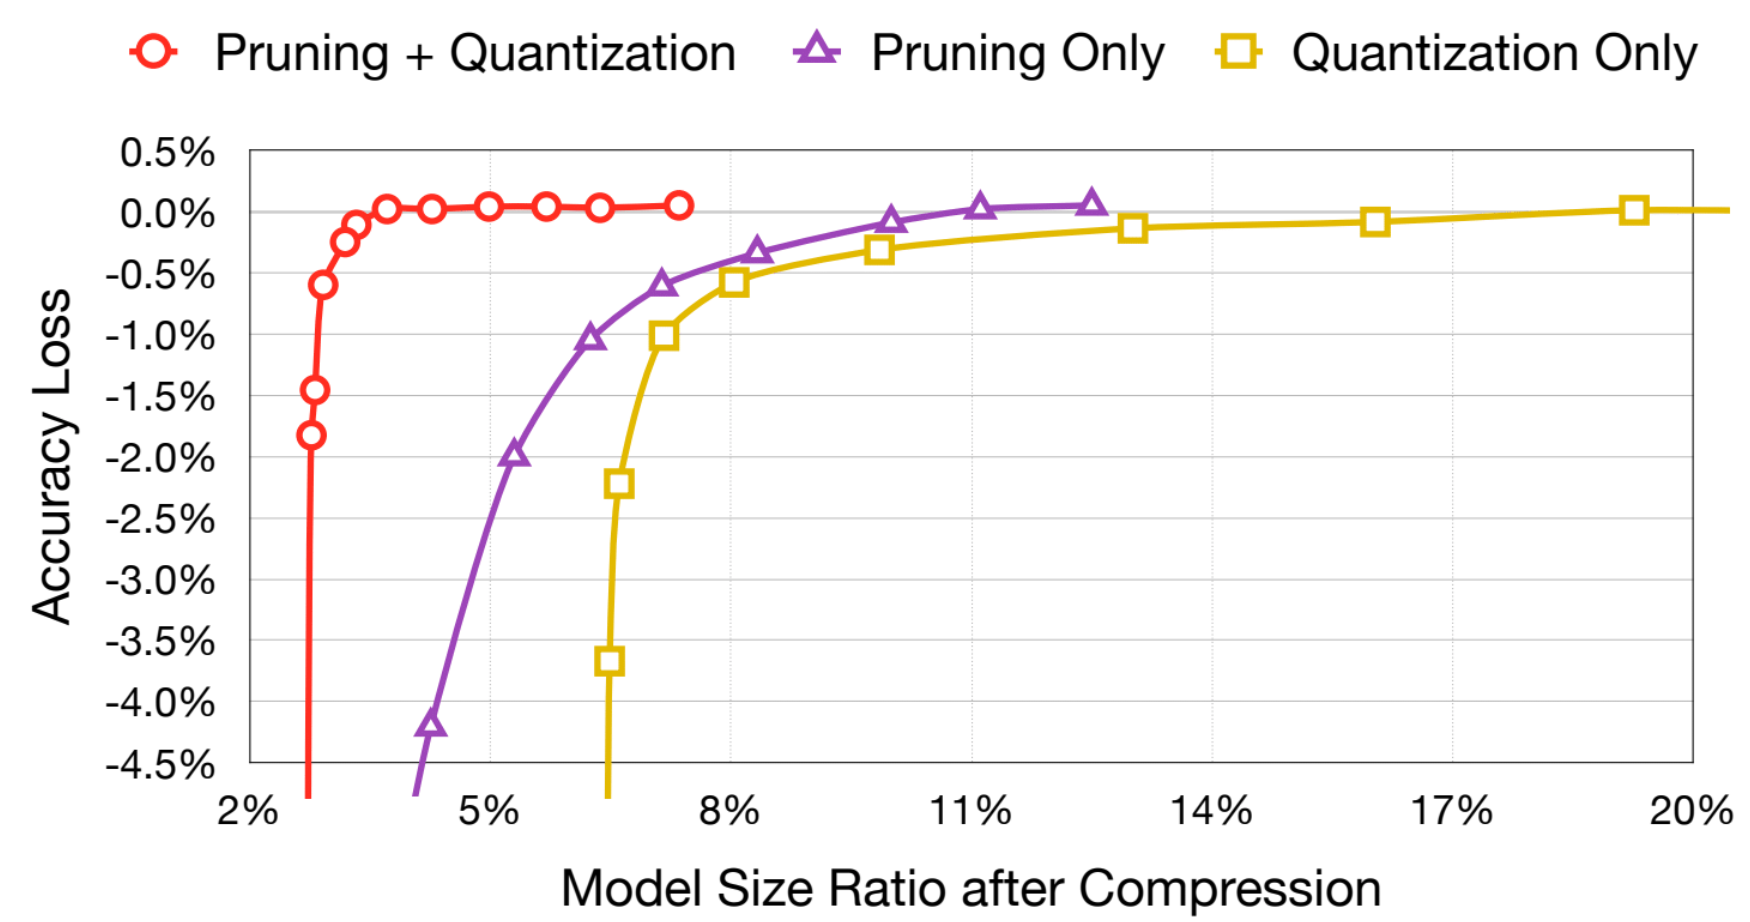 Pruning + Quantization Pruning Only Quantization Only
0.5%
0.0%
-0.5%
-1.0%
-1.5%
-2.0%
-2.5%
-3.0%
-3.5%
-4.0%
-4.5%
Accuracy Loss
2% 5% 8% 11% 14% 17% 20%
Model Size Ratio after Compression